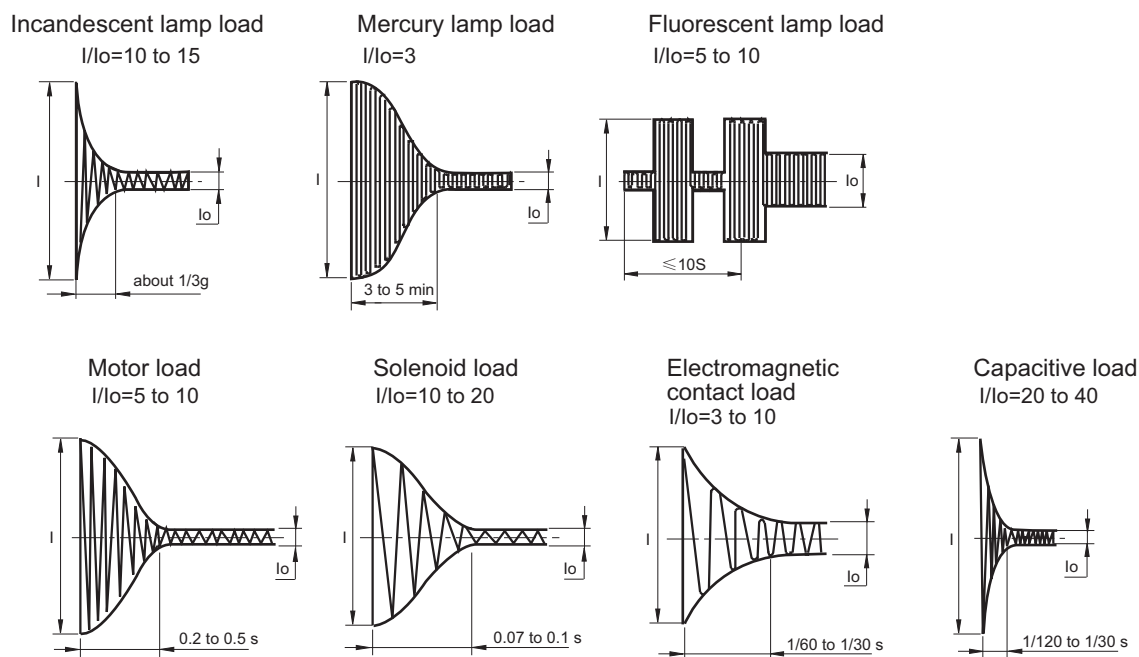 Incandescent lamp load
I/Io=10 to 15
I
Io
about 1/3g
Mercury lamp load
I/Io=3
I
Io
3 to 5 min
Fluorescent lamp load
I/Io=5 to 10
I
Io
≤10S
Motor load
I/Io=5 to 10
I
Io
0.2 to 0.5 s
Solenoid load
I/Io=10 to 20
I
Io
0.07 to 0.1 s
Electromagnetic
contact load
I/Io=3 to 10
I
Io
1/60 to 1/30 s
Capacitive load
I/Io=20 to 40
I
Io
1/120 to 1/30 s